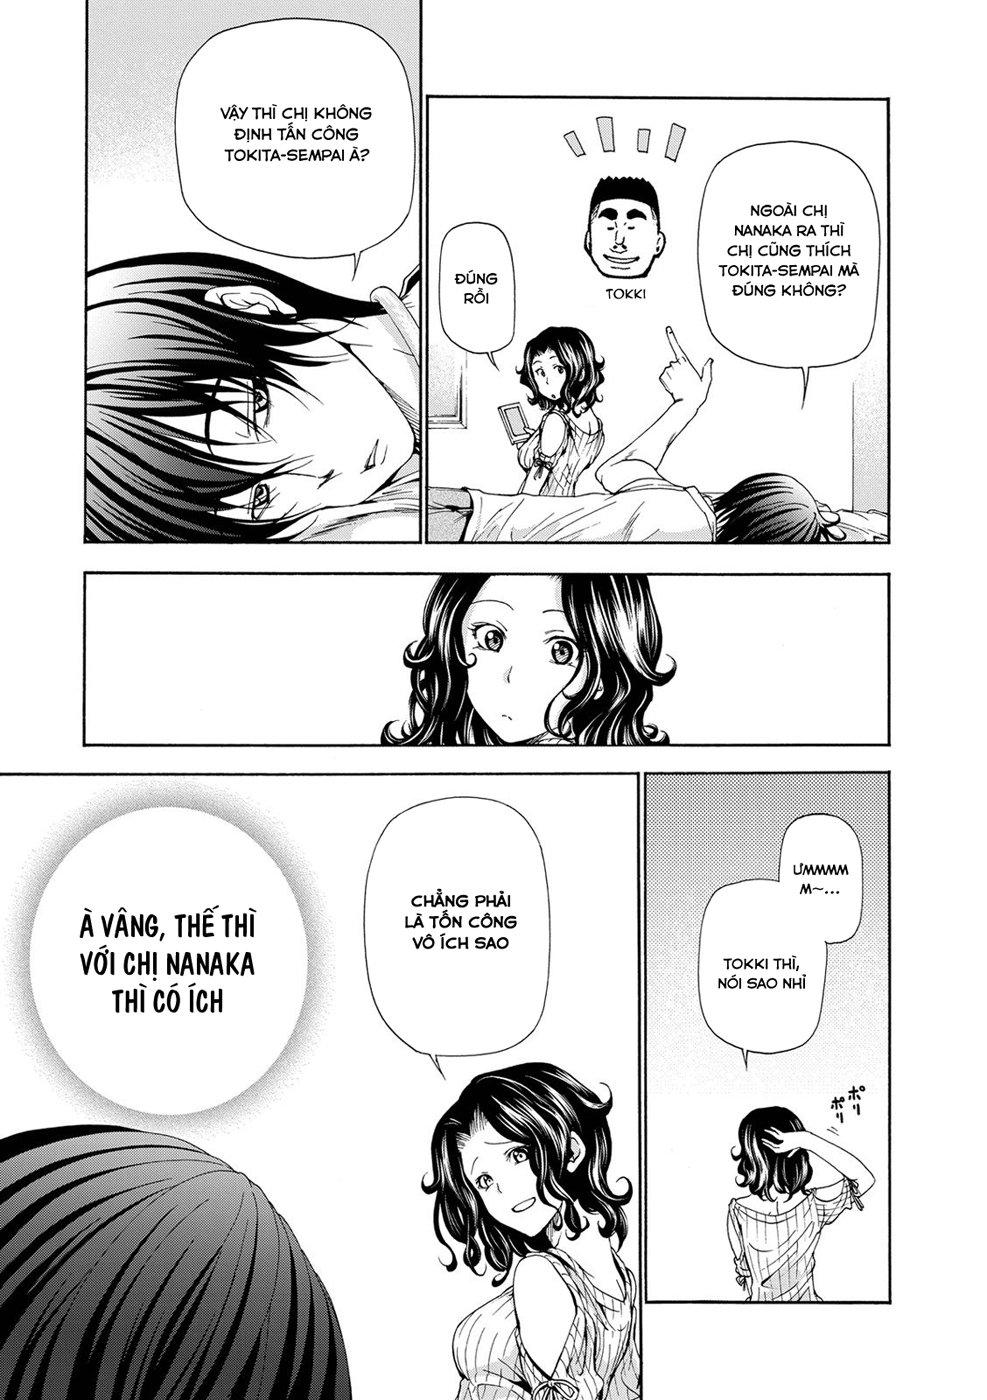 NGOÀI CHỊ
NANAKA RA THÌ
CHỊ CŨNG THÍCH
TOKITA-SEMPAI MÀ
ĐÚNG KHÔNG?
TOKKI
ĐÚNG
RỒI
VẬY THÌ CHỊ KHÔNG
ĐỊNH TẤN CÔNG
TOKITA-SEMPAI À?
ƯMMMM
M~...
TOKKI THÌ,
NÓI SAO NHỈ
ポリ
ポリ
CHẲNG PHẢI
LÀ TỐN CÔNG
VÔ ÍCH SAO
À VÂNG, THẾ THÌ
VỚI CHỊ NANAKA
THÌ CÓ ÍCH